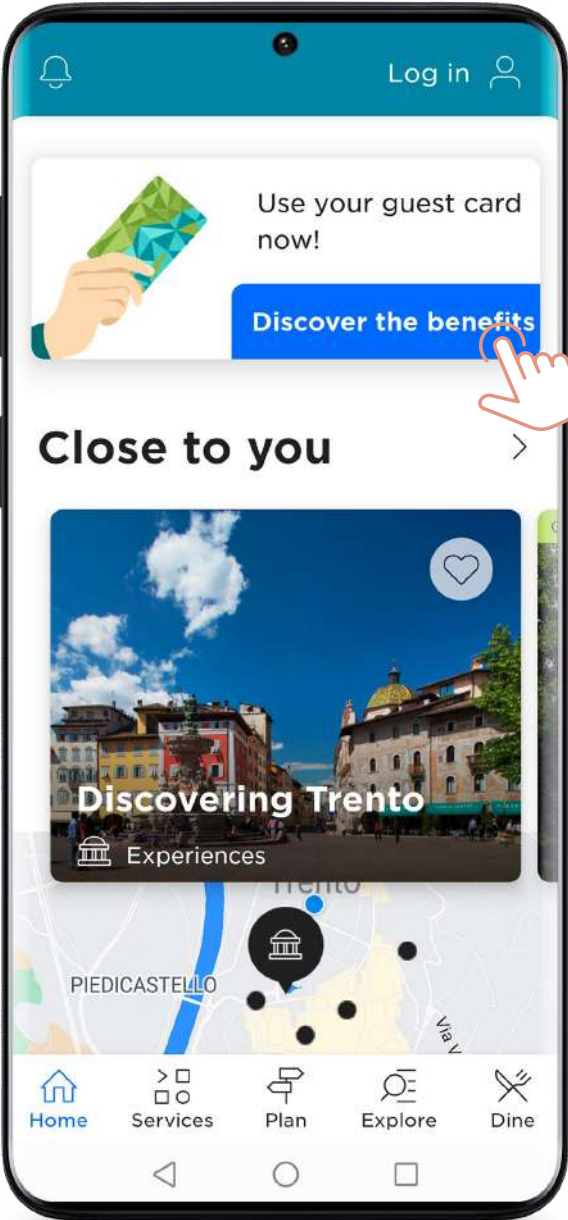 Log in
Use your guest card
now!
Discover the benefits
Close to you
Discovering Trento
Experiences
Trento
PIEDICASTELLO
Via V
Home
Services
Plan
Explore
Dine